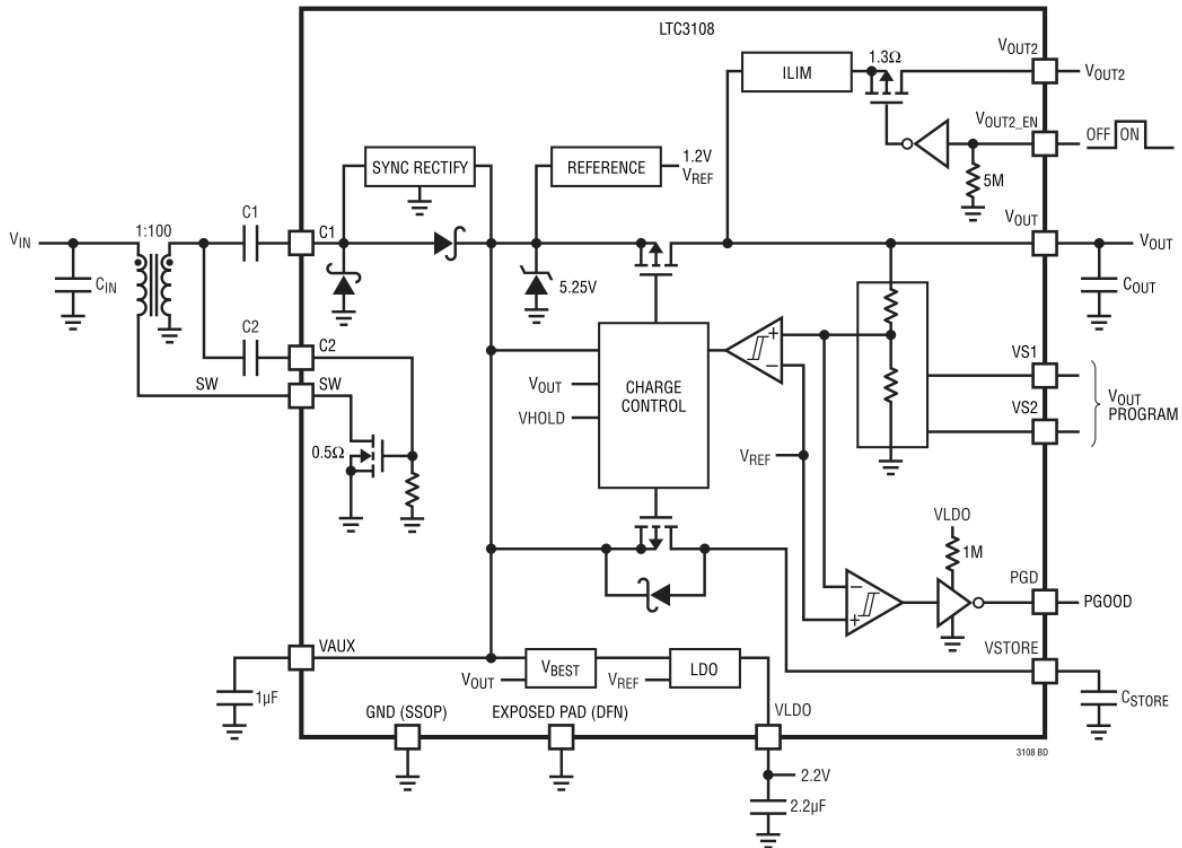 LTC3108
VOUT2
1.3Ω
ILIM
VOUT2
VOUT2_EN
OFF ON
5M
SYNC RECTIFY
REFERENCE
1.2V
VREF
C1
1:100
VIN
C1
VOUT
VOUT
CIN
5.25V
COUT
C2
C2
SW
SW
0.5Ω
VOUT
VHOLD
CHARGE
CONTROL
+
−
VREF
VS1
VS2
VOUT
PROGRAM
VLDO
1M
PGD
PGOOD
−
+
VSTORE
CSTORE
VAUX
1µF
VOUT
VBEST
VREF
LDO
GND (SSOP)
EXPOSED PAD (DFN)
VLDO
3108 BD
2.2V
2.2µF